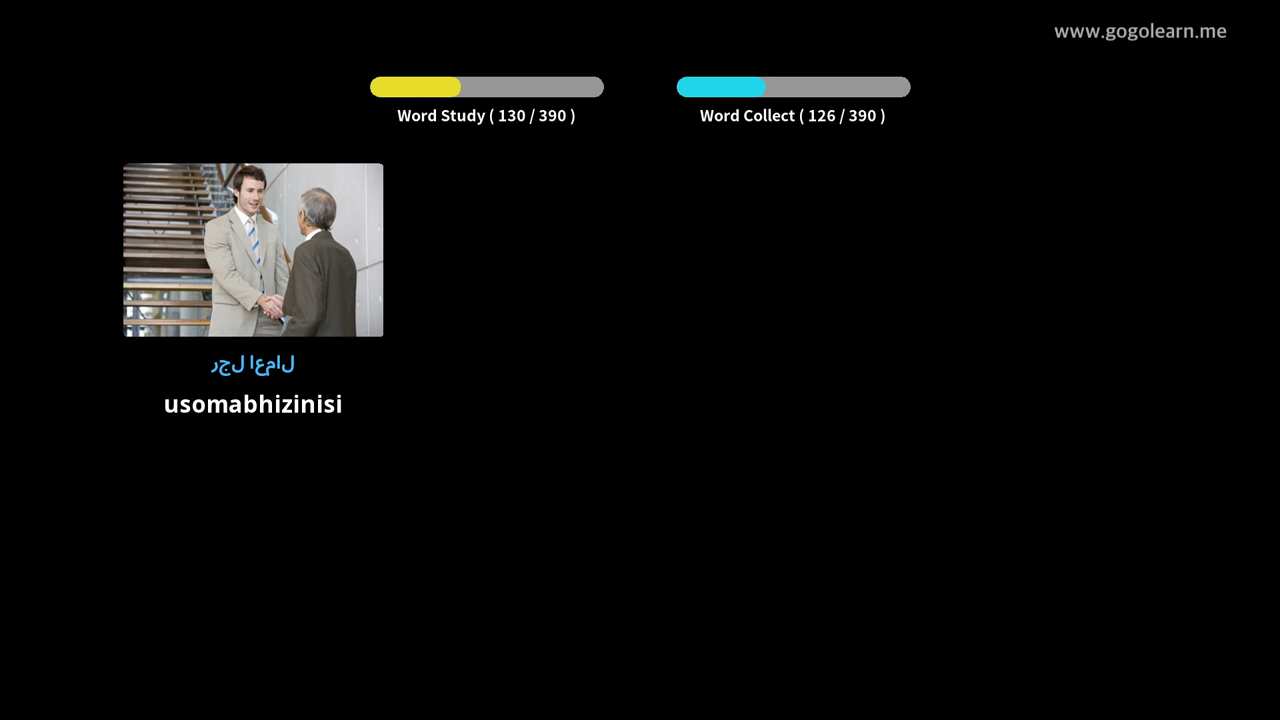 www.gogolearn.me
Word Study ( 130 / 390 )
Word Collect ( 126 / 390 )
رجل اعمال
usomabhizinisi